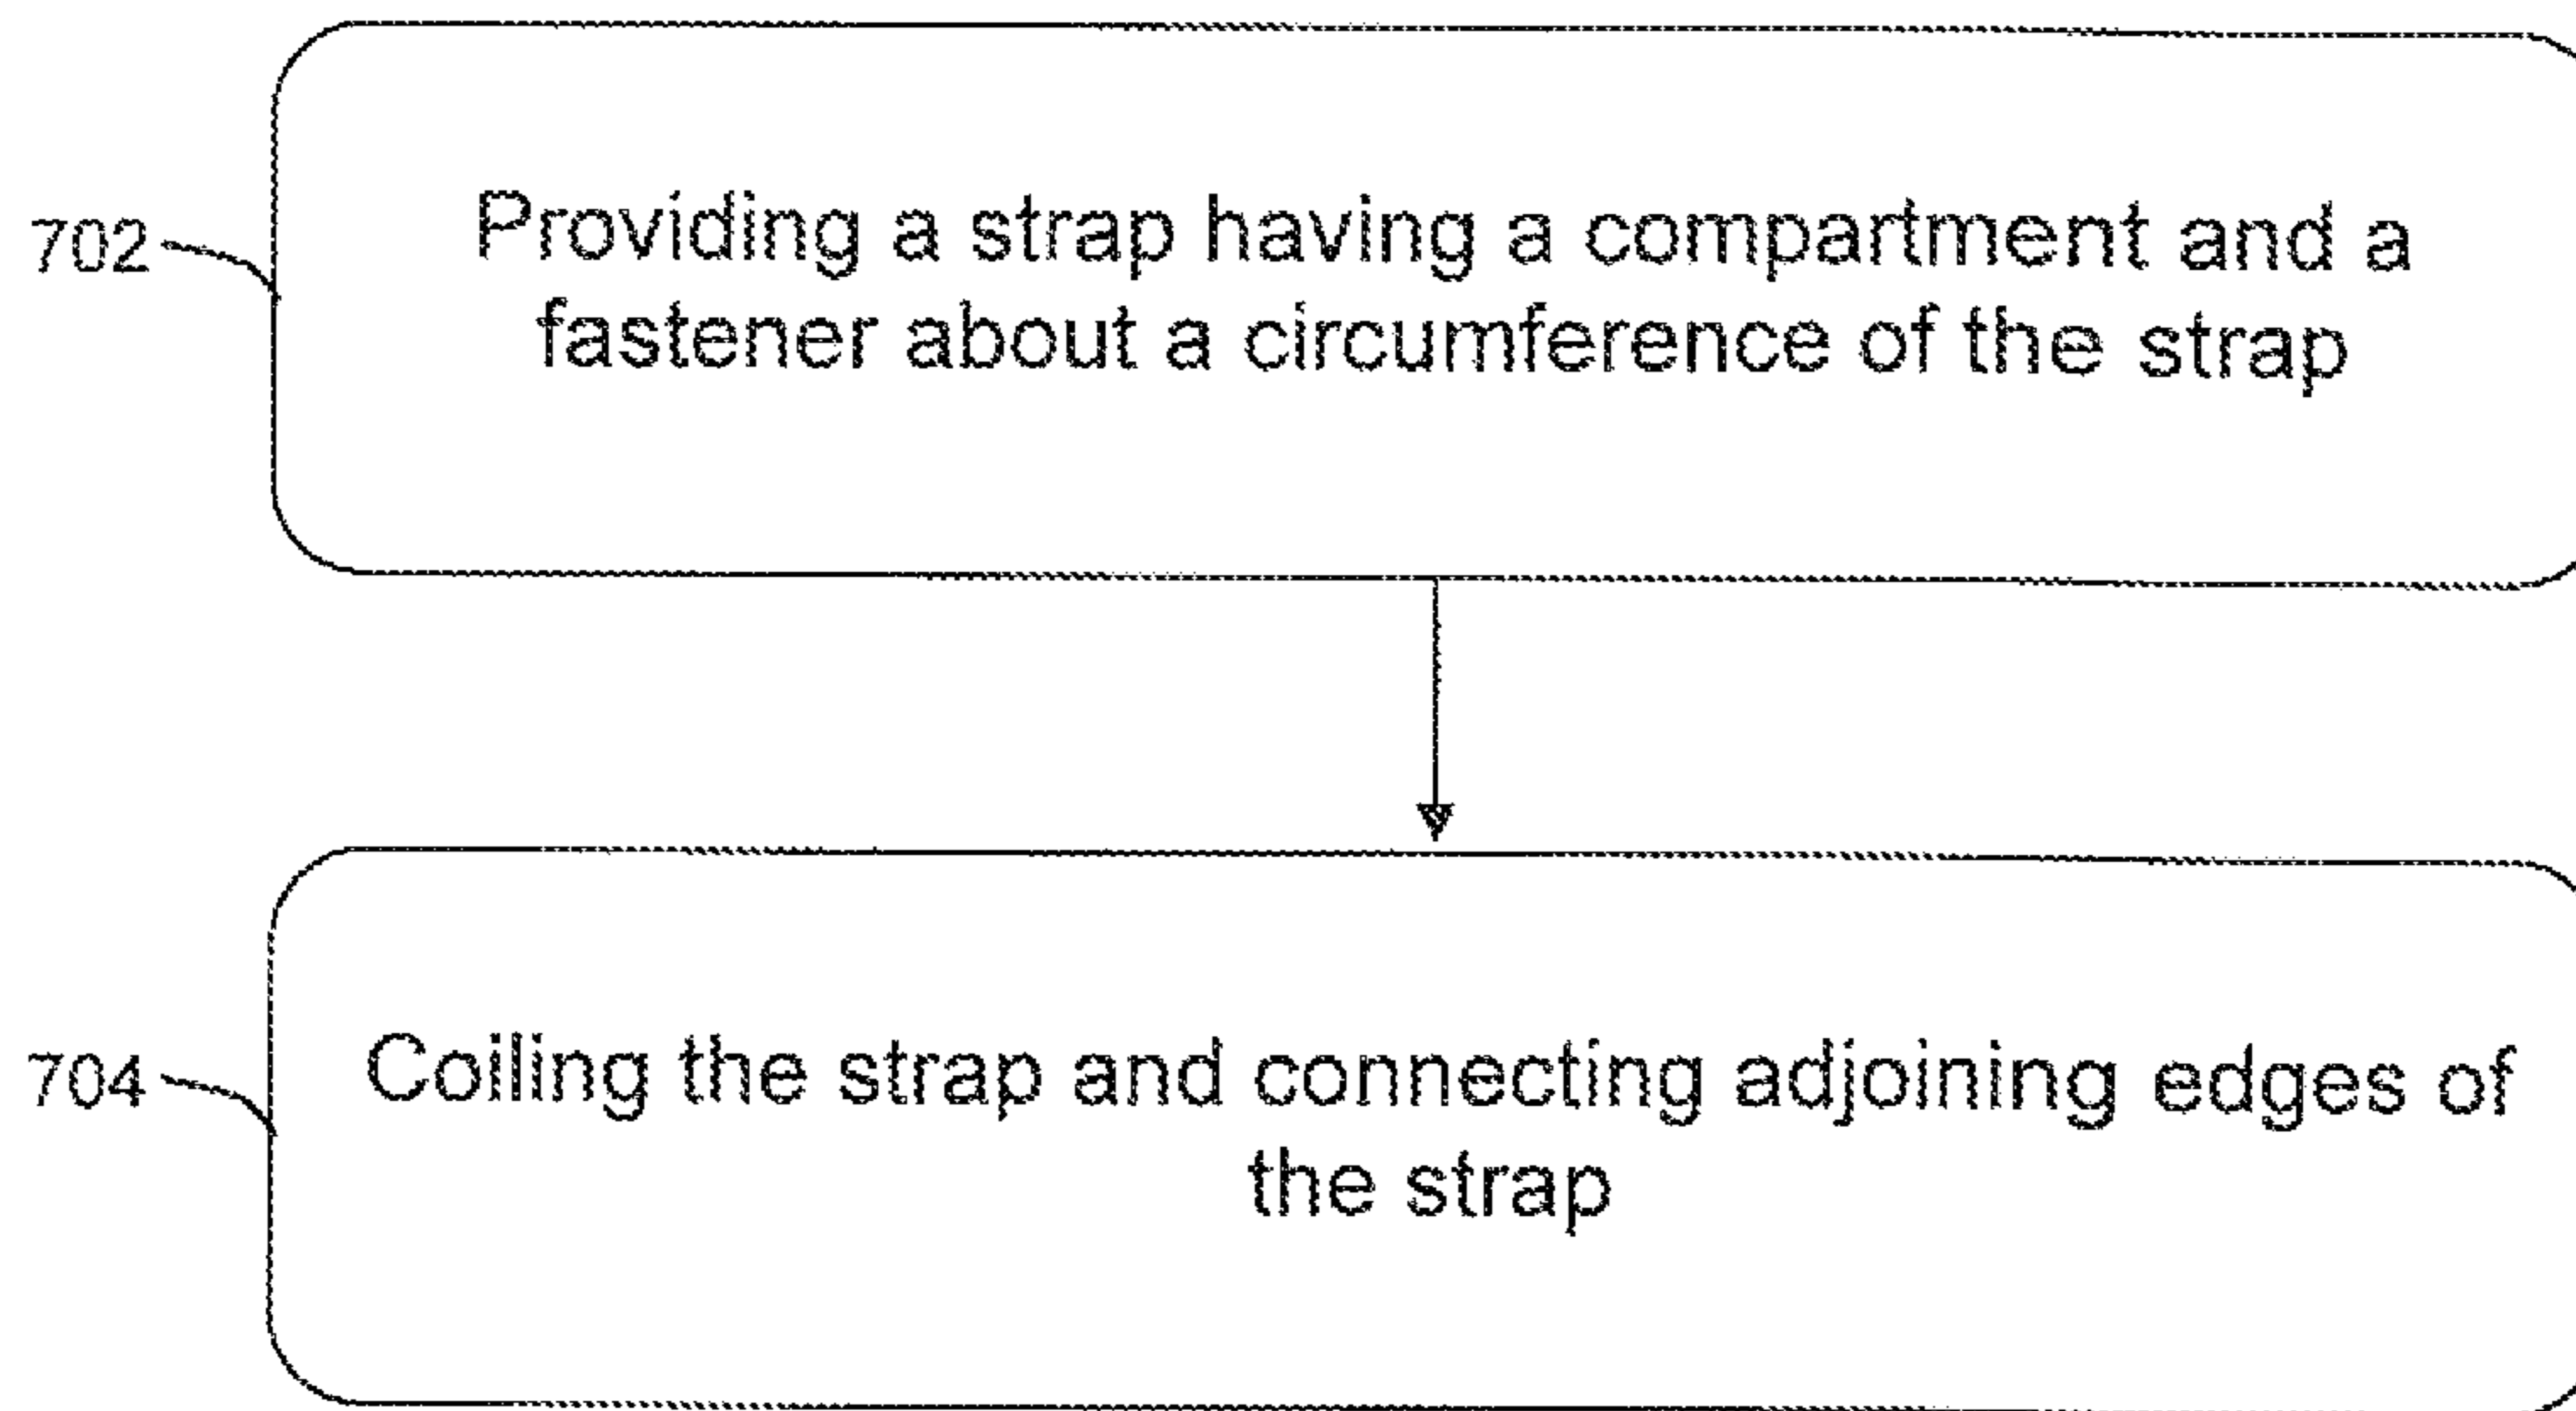 702
Providing a strap having a compartment and a
fastener about a circumference of the strap
704
Coiling the strap and connecting adjoining edges of
the strap